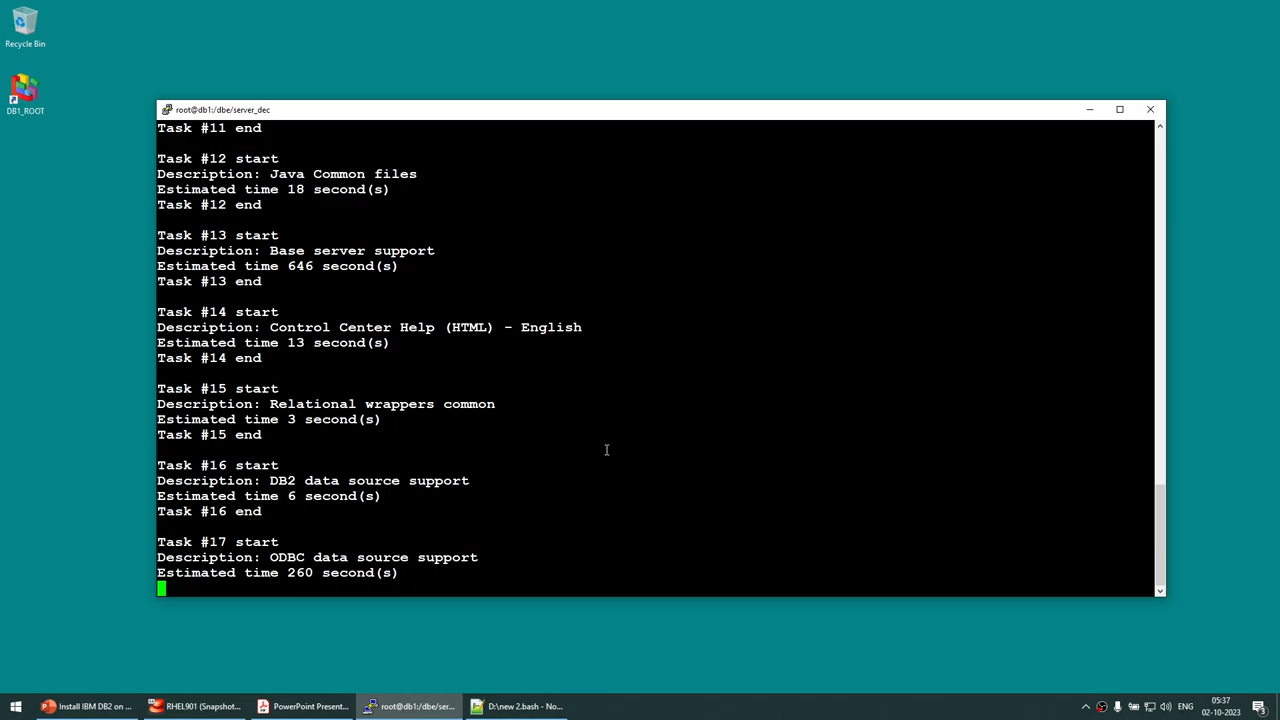 Recycle Bin
DB1_ROOT
root@db1:/dbe/server_dec
Task #11 end
Task #12 start
Description: Java Common files
Estimated time 18 second(s)
Task #12 end
Task #13 start
Description: Base server support
Estimated time 646 second(s)
Task #13 end
Task #14 start
Description: Control Center Help (HTML) - English
Estimated time 13 second(s)
Task #14 end
Task #15 start
Description: Relational wrappers common
Estimated time 3 second(s)
Task #15 end
Task #16 start
Description: DB2 data source support
Estimated time 6 second(s)
Task #16 end
Task #17 start
Description: ODBC data source support
Estimated time 260 second(s)
Install IBM DB2 on ...
RHEL901 (Snapshot...
PowerPoint Present...
root@db1:/dbe/ser...
D:\new 2.bash - No...
ENG
05:37
02-10-2023